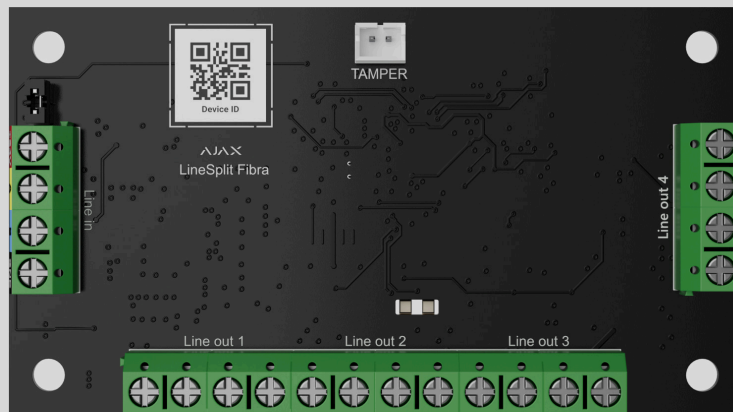 TAMPER
Device ID
AJAX
LineSplit Fibra
Line in
Line out 4
Line out 1
Line out 2
Line out 3